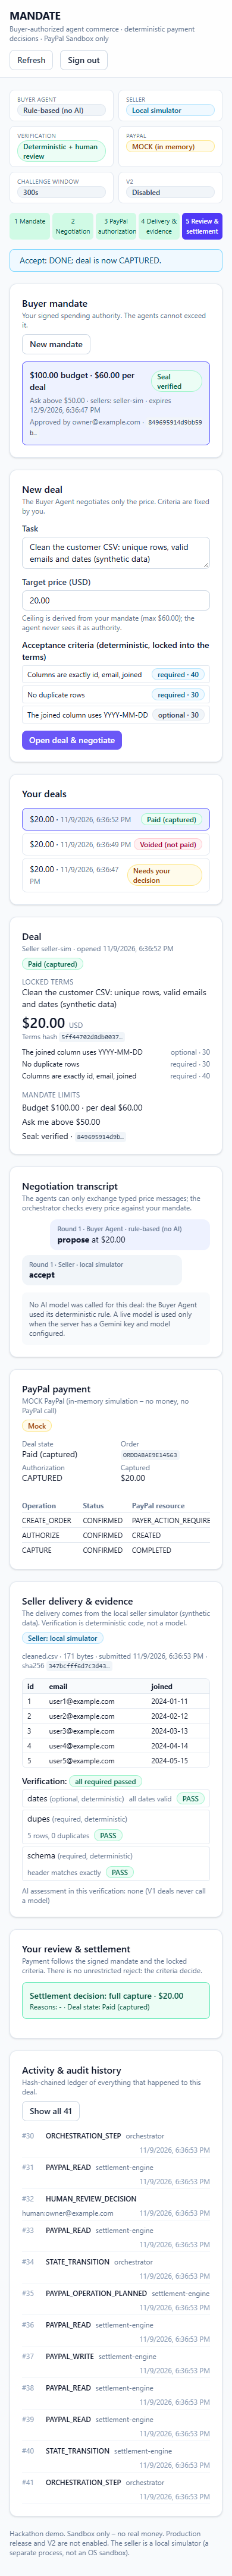 MANDATE
Buyer-authorized agent commerce · deterministic payment
decisions · PayPal Sandbox only
Refresh
Sign out
BUYER AGENT
Rule-based (no AI)
SELLER
Local simulator
VERIFICATION
Deterministic + human
review
PAYPAL
MOCK (in memory)
CHALLENGE WINDOW
300s
V2
Disabled
1 Mandate
2
Negotiation
3 PayPal
authorization
4 Delivery &
evidence
5 Review &
settlement
Accept: DONE; deal is now CAPTURED.
Buyer mandate
Your signed spending authority. The agents cannot exceed
it.
New mandate
$100.00 budget · $60.00 per
deal
Seal
verified
Ask above $50.00 · sellers: seller-sim · expires
12/9/2026, 6:36:47 PM
Approved by owner@example.com · 849695914d9bb59
b…
New deal
The Buyer Agent negotiates only the price. Criteria are fixed
by you.
Task
Clean the customer CSV: unique rows, valid
emails and dates (synthetic data)
Target price (USD)
20.00
Ceiling is derived from your mandate (max $60.00); the
agent never sees it as authority.
Acceptance criteria (deterministic, locked into the
terms)
Columns are exactly id, email, joined
required · 40
No duplicate rows
required · 30
The joined column uses YYYY-MM-DD
optional · 30
Open deal & negotiate
Your deals
$20.00 · 11/9/2026, 6:36:52 PM
Paid (captured)
$20.00 · 11/9/2026, 6:36:49 PM
Voided (not paid)
$20.00 · 11/9/2026, 6:36:47
PM
Needs your
decision
Deal
Seller seller-sim · opened 11/9/2026, 6:36:52 PM
Paid (captured)
LOCKED TERMS
Clean the customer CSV: unique rows, valid emails
and dates (synthetic data)
$20.00 USD
Terms hash 5ff44702d8db0037…
The joined column uses YYYY-MM-DD
optional · 30
No duplicate rows
required · 30
Columns are exactly id, email, joined
required · 40
MANDATE LIMITS
Budget $100.00 · per deal $60.00
Ask me above $50.00
Seal: verified · 849695914d9b…
Negotiation transcript
The agents can only exchange typed price messages; the
orchestrator checks every price against your mandate.
Round 1 · Buyer Agent · rule-based (no AI)
propose at $20.00
Round 1 · Seller · local simulator
accept
No AI model was called for this deal: the Buyer Agent
used its deterministic rule. A live model is used only
when the server has a Gemini key and model
configured.
PayPal payment
MOCK PayPal (in-memory simulation – no money, no
PayPal call)
Mock
Deal state
Paid (captured)
Order
ORDDABAE9E14563
Authorization
CAPTURED
Captured
$20.00
Operation Status PayPal resource
CREATE_ORDER CONFIRMED PAYER_ACTION_REQUIRE
AUTHORIZE CONFIRMED CREATED
CAPTURE CONFIRMED COMPLETED
Seller delivery & evidence
The delivery comes from the local seller simulator (synthetic
data). Verification is deterministic code, not a model.
Seller: local simulator
cleaned.csv · 171 bytes · submitted 11/9/2026, 6:36:53 PM ·
sha256 347bcfff6d7c3d43…
id email joined
1 user1@example.com 2024-01-11
2 user2@example.com 2024-02-12
3 user3@example.com 2024-03-13
4 user4@example.com 2024-04-14
5 user5@example.com 2024-05-15
Verification: all required passed
dates (optional, deterministic) all dates valid PASS
dupes (required, deterministic)
5 rows, 0 duplicates PASS
schema (required, deterministic)
header matches exactly PASS
AI assessment in this verification: none (V1 deals never call
a model)
Your review & settlement
Payment follows the signed mandate and the locked
criteria. There is no unrestricted reject: the criteria decide.
Settlement decision: full capture · $20.00
Reasons: - · Deal state: Paid (captured)
Activity & audit history
Hash-chained ledger of everything that happened to this
deal.
Show all 41
#30 ORCHESTRATION_STEP orchestrator
11/9/2026, 6:36:53 PM
#31 PAYPAL_READ settlement-engine
11/9/2026, 6:36:53 PM
#32 HUMAN_REVIEW_DECISION
human:owner@example.com 11/9/2026, 6:36:53 PM
#33 PAYPAL_READ settlement-engine
11/9/2026, 6:36:53 PM
#34 STATE_TRANSITION orchestrator
11/9/2026, 6:36:53 PM
#35 PAYPAL_OPERATION_PLANNED settlement-engine
11/9/2026, 6:36:53 PM
#36 PAYPAL_READ settlement-engine
11/9/2026, 6:36:53 PM
#37 PAYPAL_WRITE settlement-engine
11/9/2026, 6:36:53 PM
#38 PAYPAL_READ settlement-engine
11/9/2026, 6:36:53 PM
#39 PAYPAL_READ settlement-engine
11/9/2026, 6:36:53 PM
#40 STATE_TRANSITION settlement-engine
11/9/2026, 6:36:53 PM
#41 ORCHESTRATION_STEP orchestrator
11/9/2026, 6:36:53 PM
Hackathon demo. Sandbox only – no real money. Production
release and V2 are not enabled. The seller is a local simulator (a
separate process, not an OS sandbox).